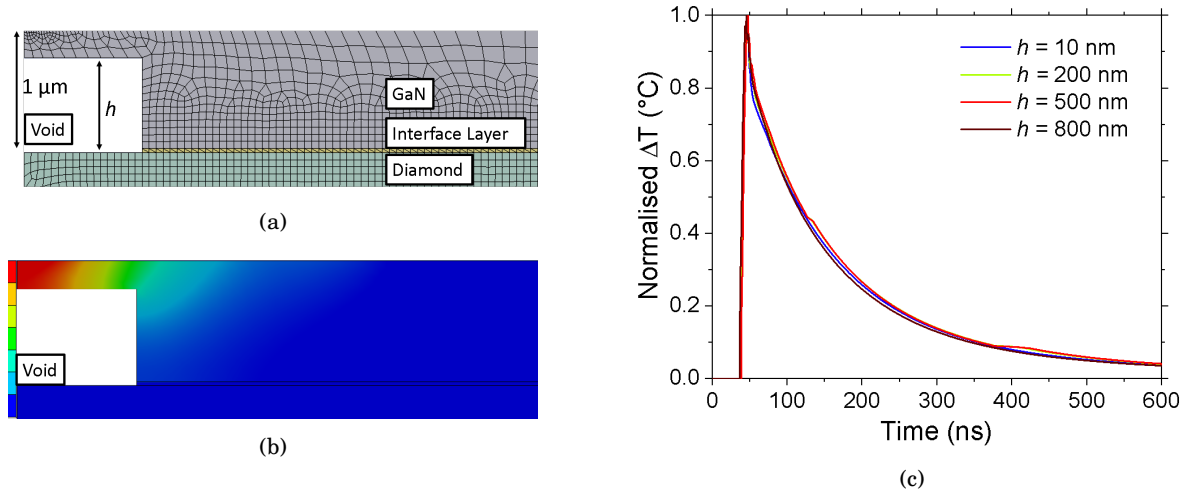 1 μm
h
Void
GaN
Interface Layer
Diamond
(a)
Void
(b)
Normalised ΔT (°C)
1.0
0.8
0.6
0.4
0.2
0.0
0 100 200 300 400 500 600
Time (ns)
h = 10 nm
h = 200 nm
h = 500 nm
h = 800 nm
(c)